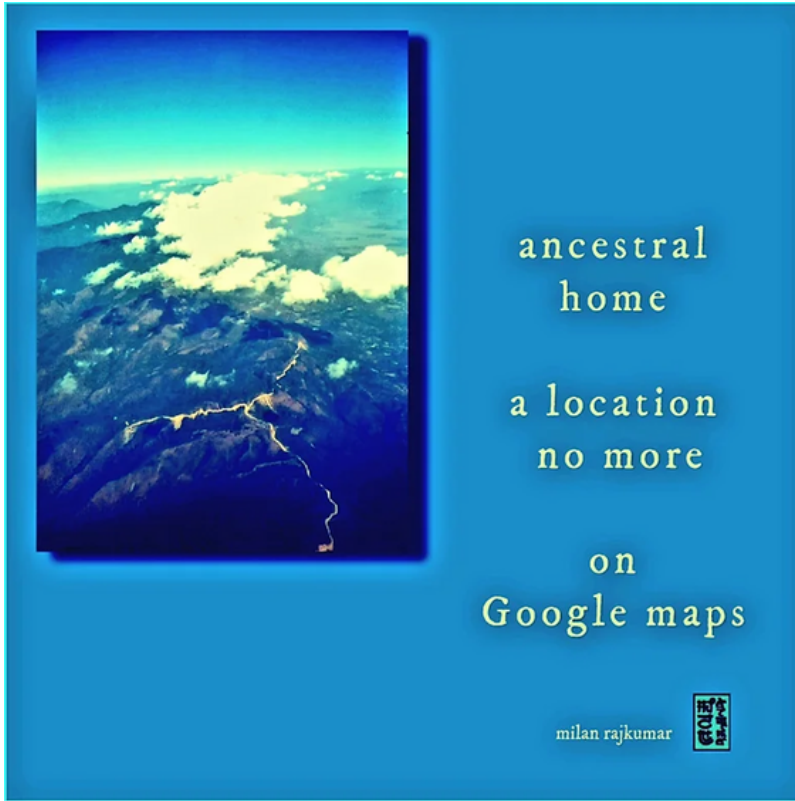 ancestral
home
a location
no more
on
Google maps
milan rajkumar